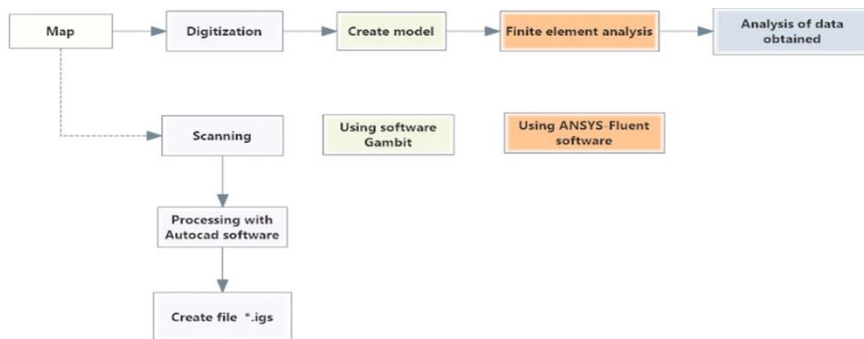 Map
Digitization
Create model
Finite element analysis
Analysis of data
obtained
Scanning
Using software
Gambit
Using ANSYS-Fluent
software
Processing with
Autocad software
Create file *.igs